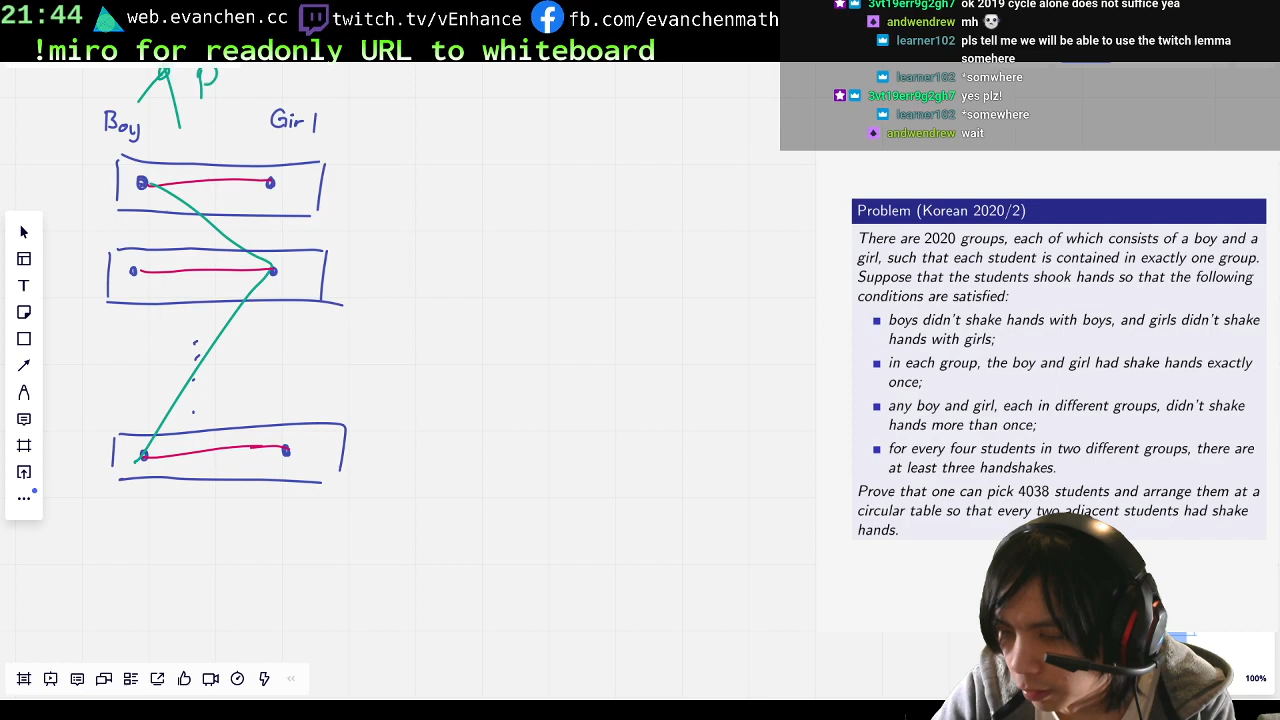 21:44
web.evanchen.cc
twitch.tv/vEnhance
fb.com/evanchenmath
!miro for readonly URL to whiteboard
3vt19err9g2gh7 ok 2019 cycle alone does not suffice yea
andwendrew mh
learner102 pls tell me we will be able to use the twitch lemma
somehere
learner102 *somwhere
3vt19err9g2gh7 yes plz!
learner102 *somewhere
andwendrew wait
Boy
Girl
T
Problem (Korean 2020/2)
There are 2020 groups, each of which consists of a boy and a
girl, such that each student is contained in exactly one group.
Suppose that the students shook hands so that the following
conditions are satisfied:
boys didn't shake hands with boys, and girls didn't shake
hands with girls;
in each group, the boy and girl had shake hands exactly
once;
any boy and girl, each in different groups, didn't shake
hands more than once;
for every four students in two different groups, there are
at least three handshakes.
Prove that one can pick 4038 students and arrange them at a
circular table so that every two adjacent students had shake
hands.
100%